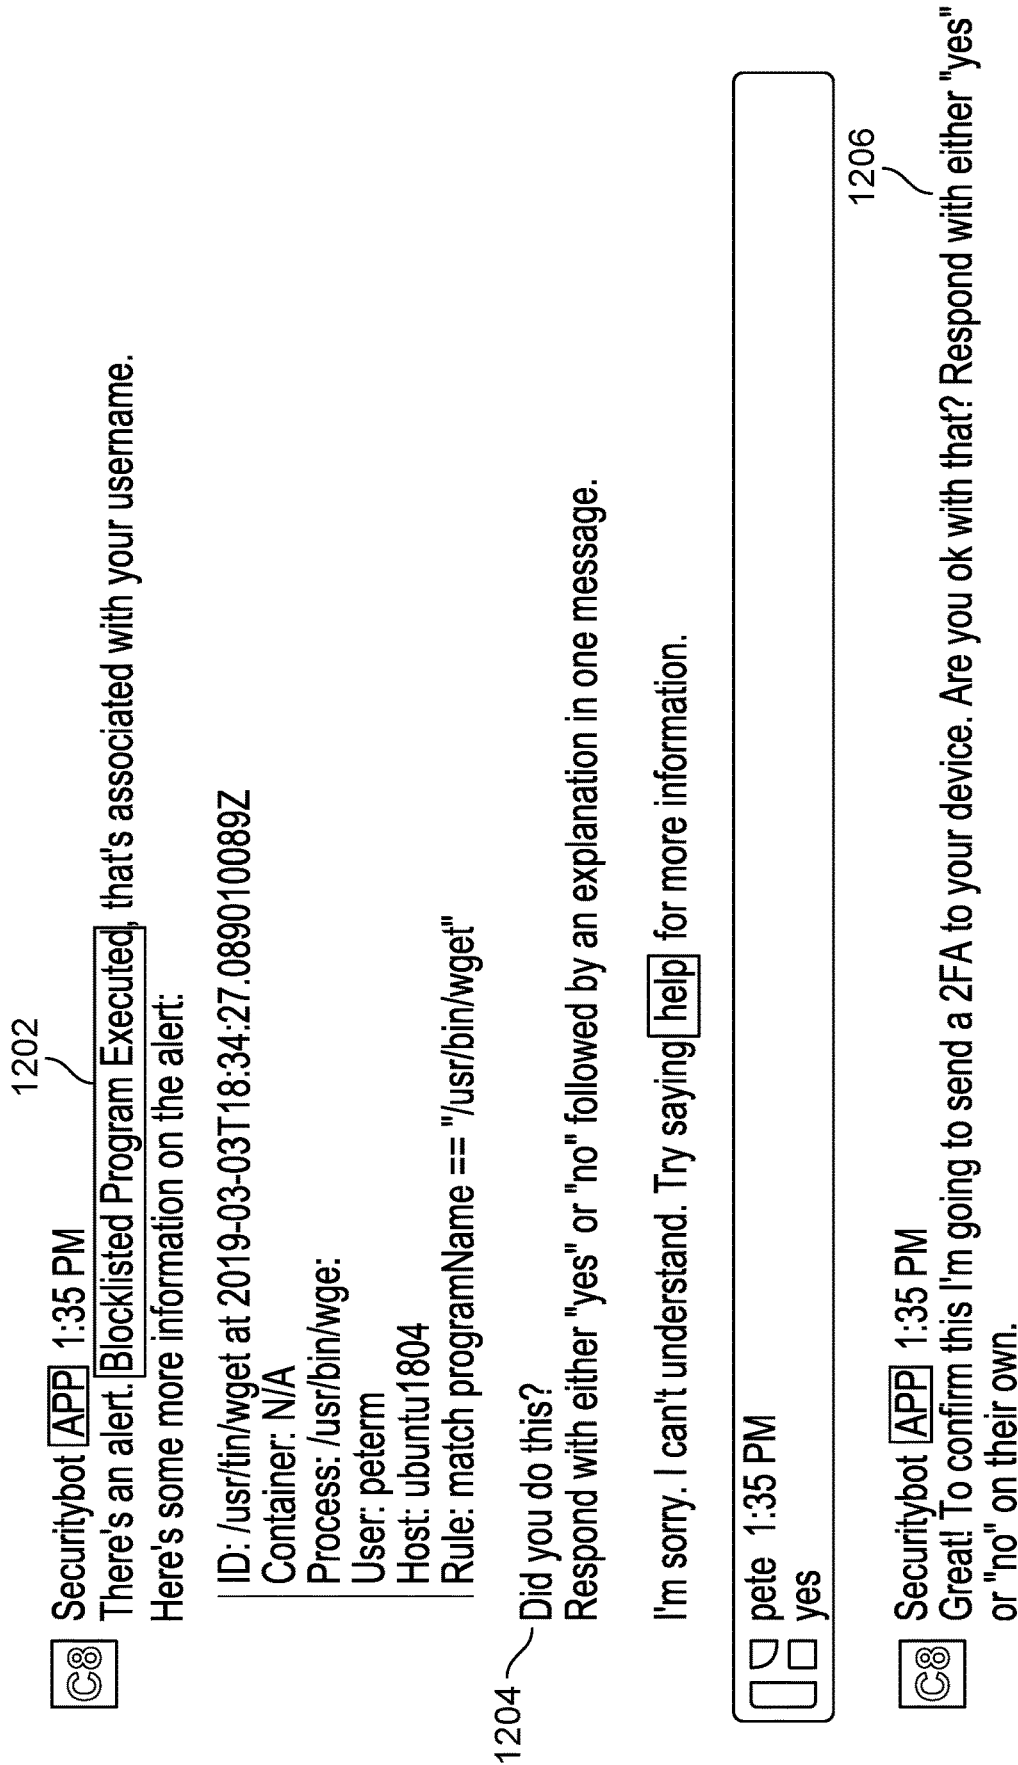 1202
C8 Securitybot APP 1:35 PM
There's an alert. Blocklisted Program Executed, that's associated with your username.
Here's some more information on the alert:
ID: /usr/tin/wget at 2019-03-03T18:34:27.089010089Z
Container: N/A
Process: /usr/bin/wge:
User: peterm
Host: ubuntu1804
Rule: match programName == "/usr/bin/wget"
1204
Did you do this?
Respond with either "yes" or "no" followed by an explanation in one message.
I'm sorry. I can't understand. Try saying help for more information.
pete 1:35 PM
yes
1206
C8 Securitybot APP 1:35 PM
Great! To confirm this I'm going to send a 2FA to your device. Are you ok with that? Respond with either "yes"
or "no" on their own.